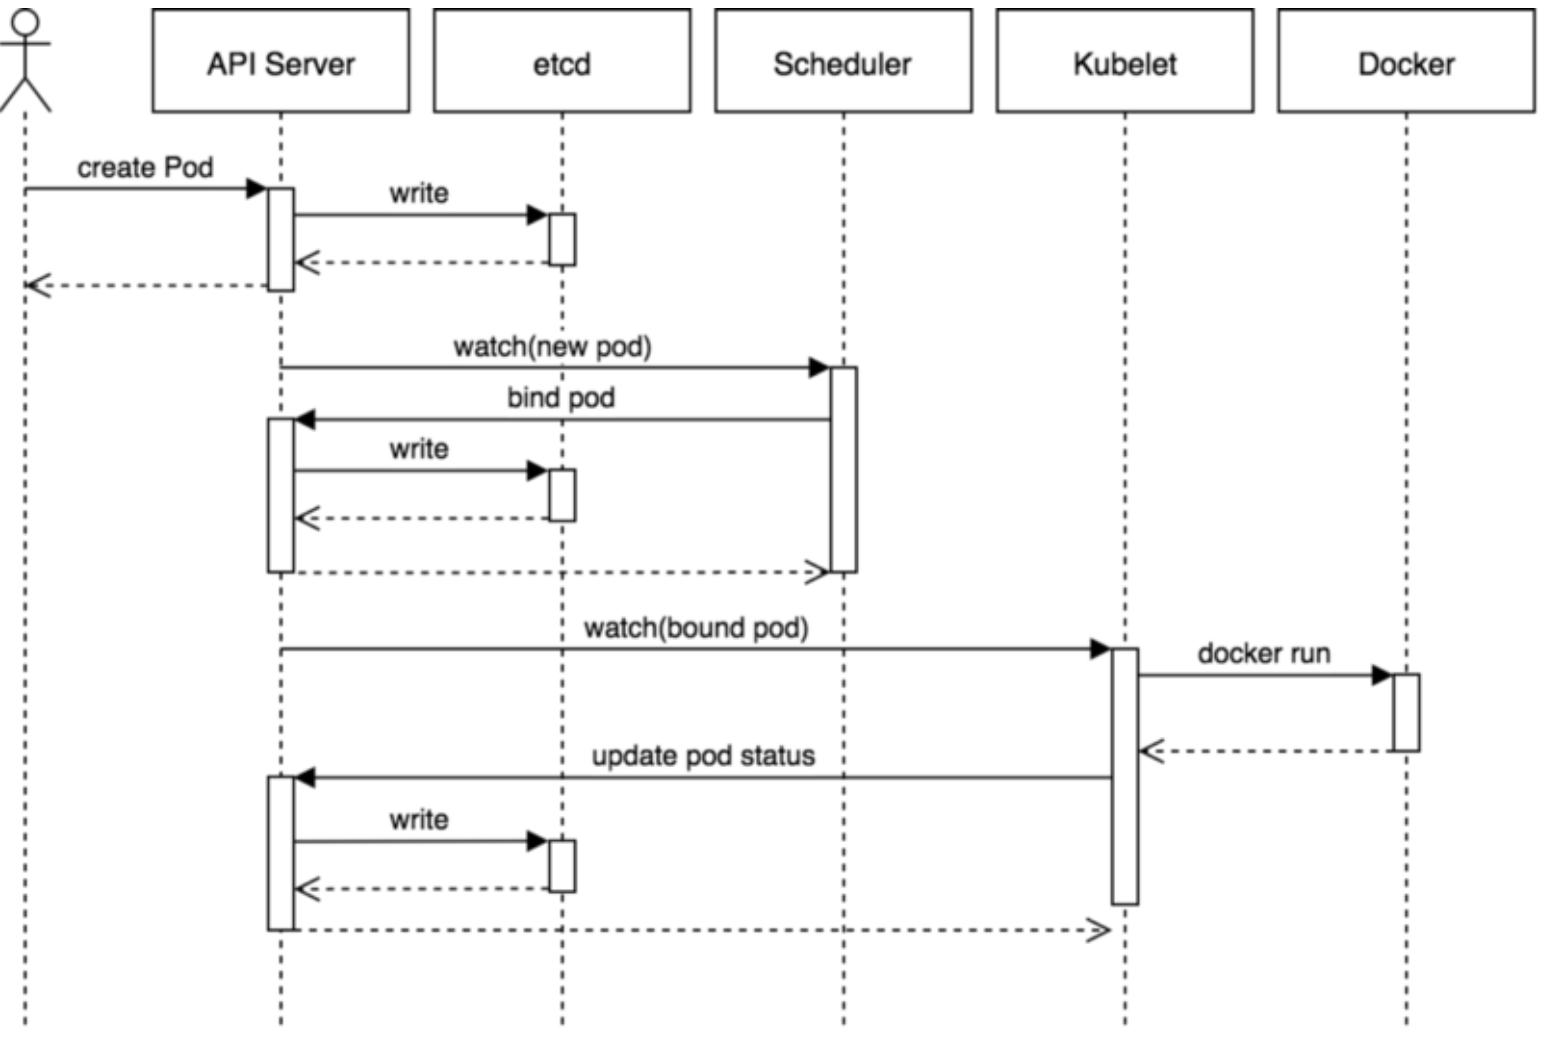 API Server
etcd
Scheduler
Kubelet
Docker
create Pod
write
watch(new pod)
bind pod
write
watch(bound pod)
docker run
update pod status
write